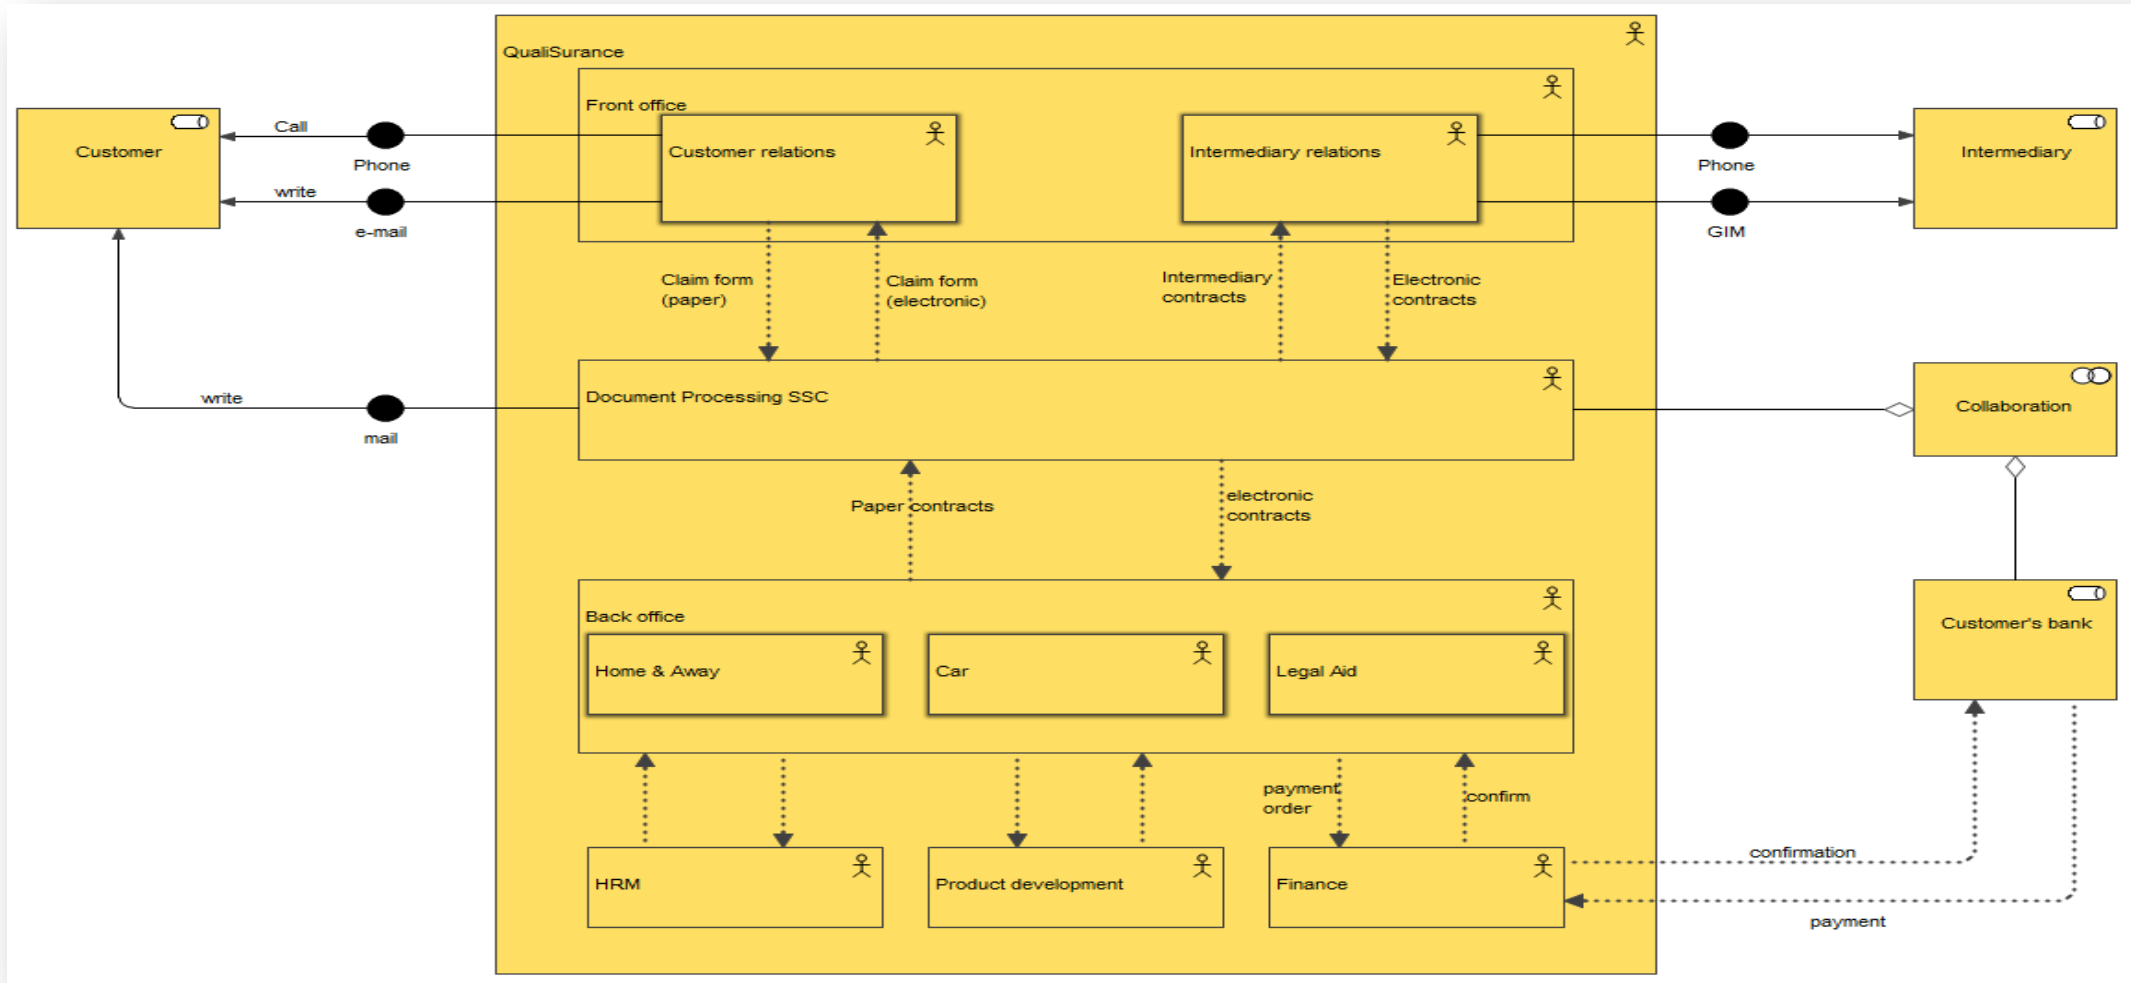 QualiSurance
Front office
Customer
Call
Phone
write
e-mail
Customer relations
Intermediary relations
Phone
GIM
Intermediary
Claim form
(paper)
Claim form
(electronic)
Intermediary
contracts
Electronic
contracts
write
mail
Document Processing SSC
Collaboration
Paper contracts
electronic
contracts
Back office
Home & Away
Car
Legal Aid
Customer's bank
payment
order
confirm
HRM
Product development
Finance
confirmation
payment